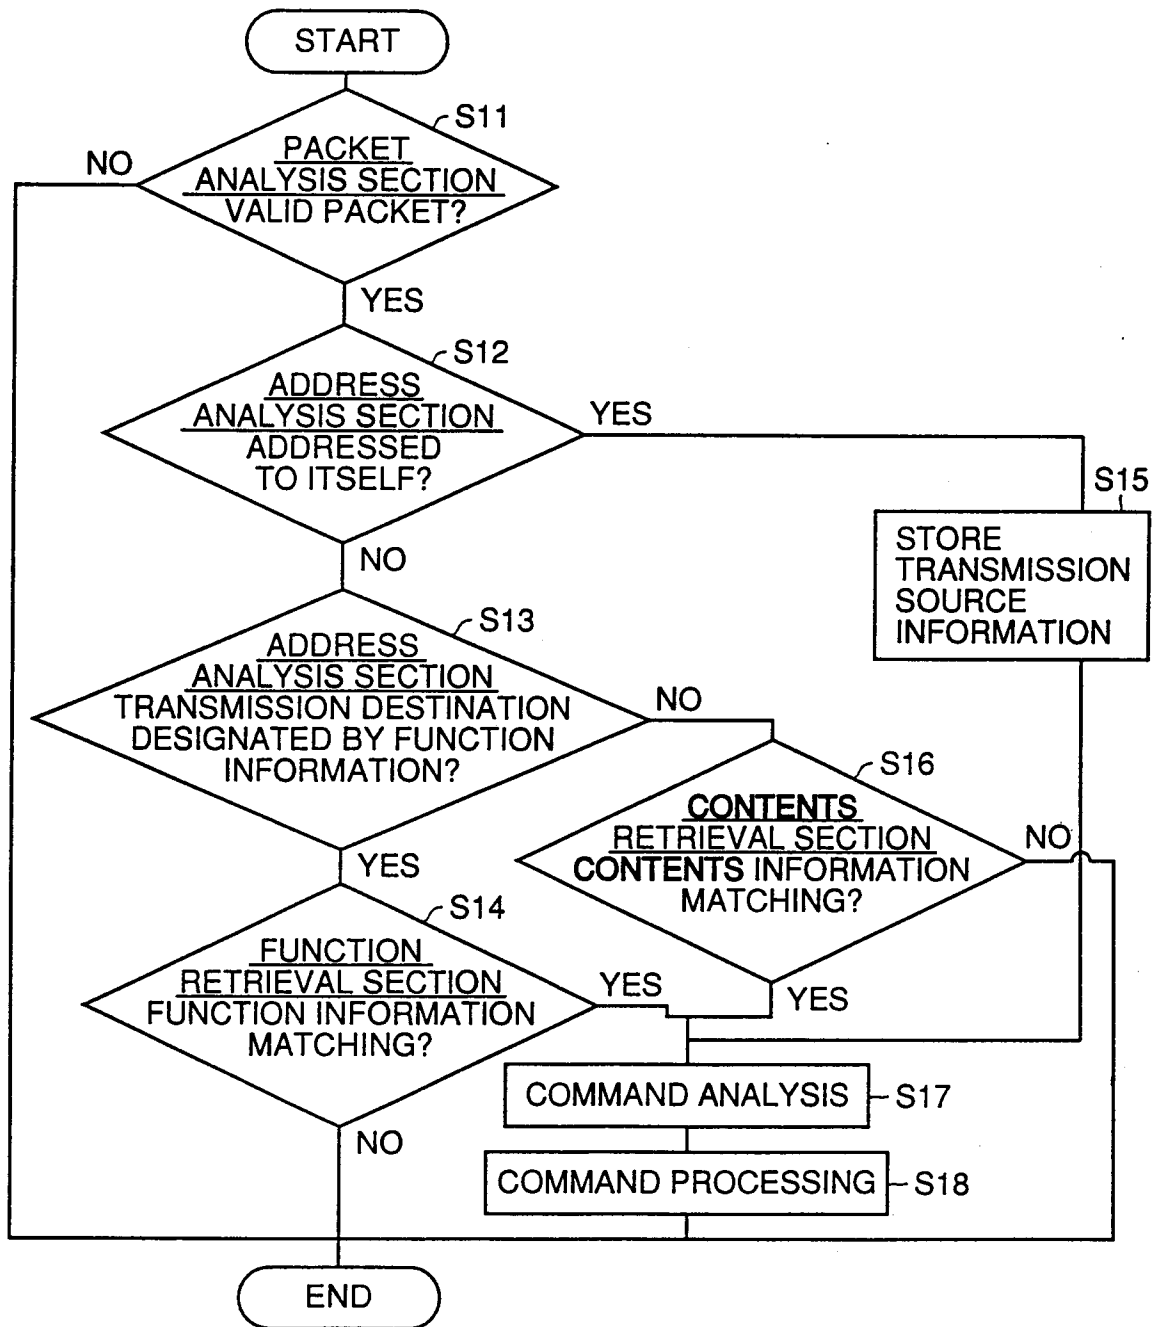 START
S11
NO
PACKET
ANALYSIS SECTION
VALID PACKET?
YES
S12
ADDRESS
ANALYSIS SECTION
ADDRESSED
TO ITSELF?
YES
NO
S15
STORE
TRANSMISSION
SOURCE
INFORMATION
S13
ADDRESS
ANALYSIS SECTION
TRANSMISSION DESTINATION
DESIGNATED BY FUNCTION
INFORMATION?
NO
YES
S16
CONTENTS
RETRIEVAL SECTION
CONTENTS INFORMATION
MATCHING?
NO
YES
S14
FUNCTION
RETRIEVAL SECTION
FUNCTION INFORMATION
MATCHING?
YES
NO
COMMAND ANALYSIS
S17
COMMAND PROCESSING
S18
END